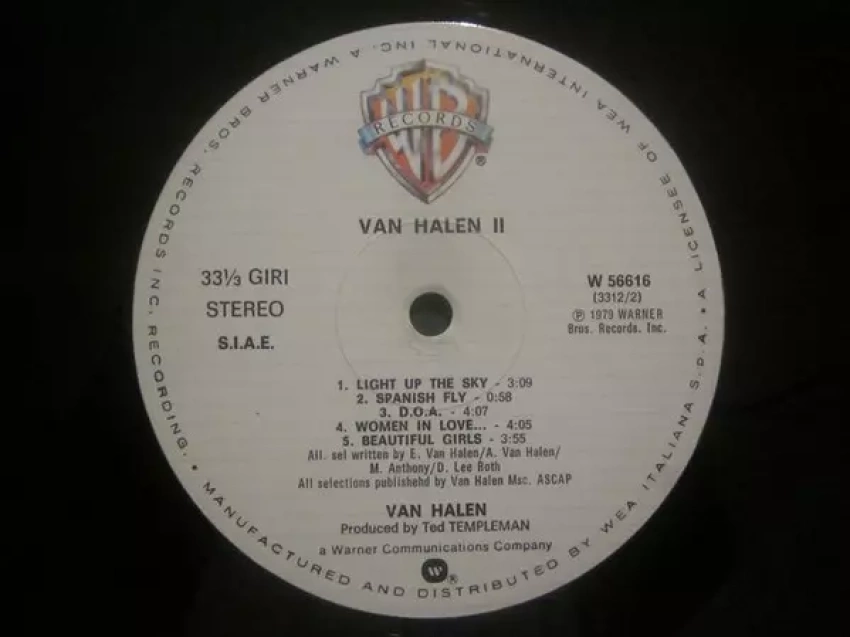 WB
RECORDS
®
VAN HALEN II
33⅓ GIRI
STEREO
S.I.A.E.
W 56616
(3312/2)
℗ 1979 WARNER
Bros. Records. Inc.
1. LIGHT UP THE SKY - 3:09
2. SPANISH FLY - 0:58
3. D.O.A. - 4:07
4. WOMEN IN LOVE... - 4:05
5. BEAUTIFUL GIRLS - 3:55
All. sel written by E. Van Halen/A. Van Halen/
M. Anthony/D. Lee Roth
All selections publishehd by Van Halen Msc. ASCAP
VAN HALEN
Produced by Ted TEMPLEMAN
a Warner Communications Company
W®
• MANUFACTURED AND DISTRIBUTED BY WEA ITALIANA S.p.A. • A LICENSEE OF WEA INTERNATIONAL INC. A WARNER BROS. RECORDS INC. RECORDING.